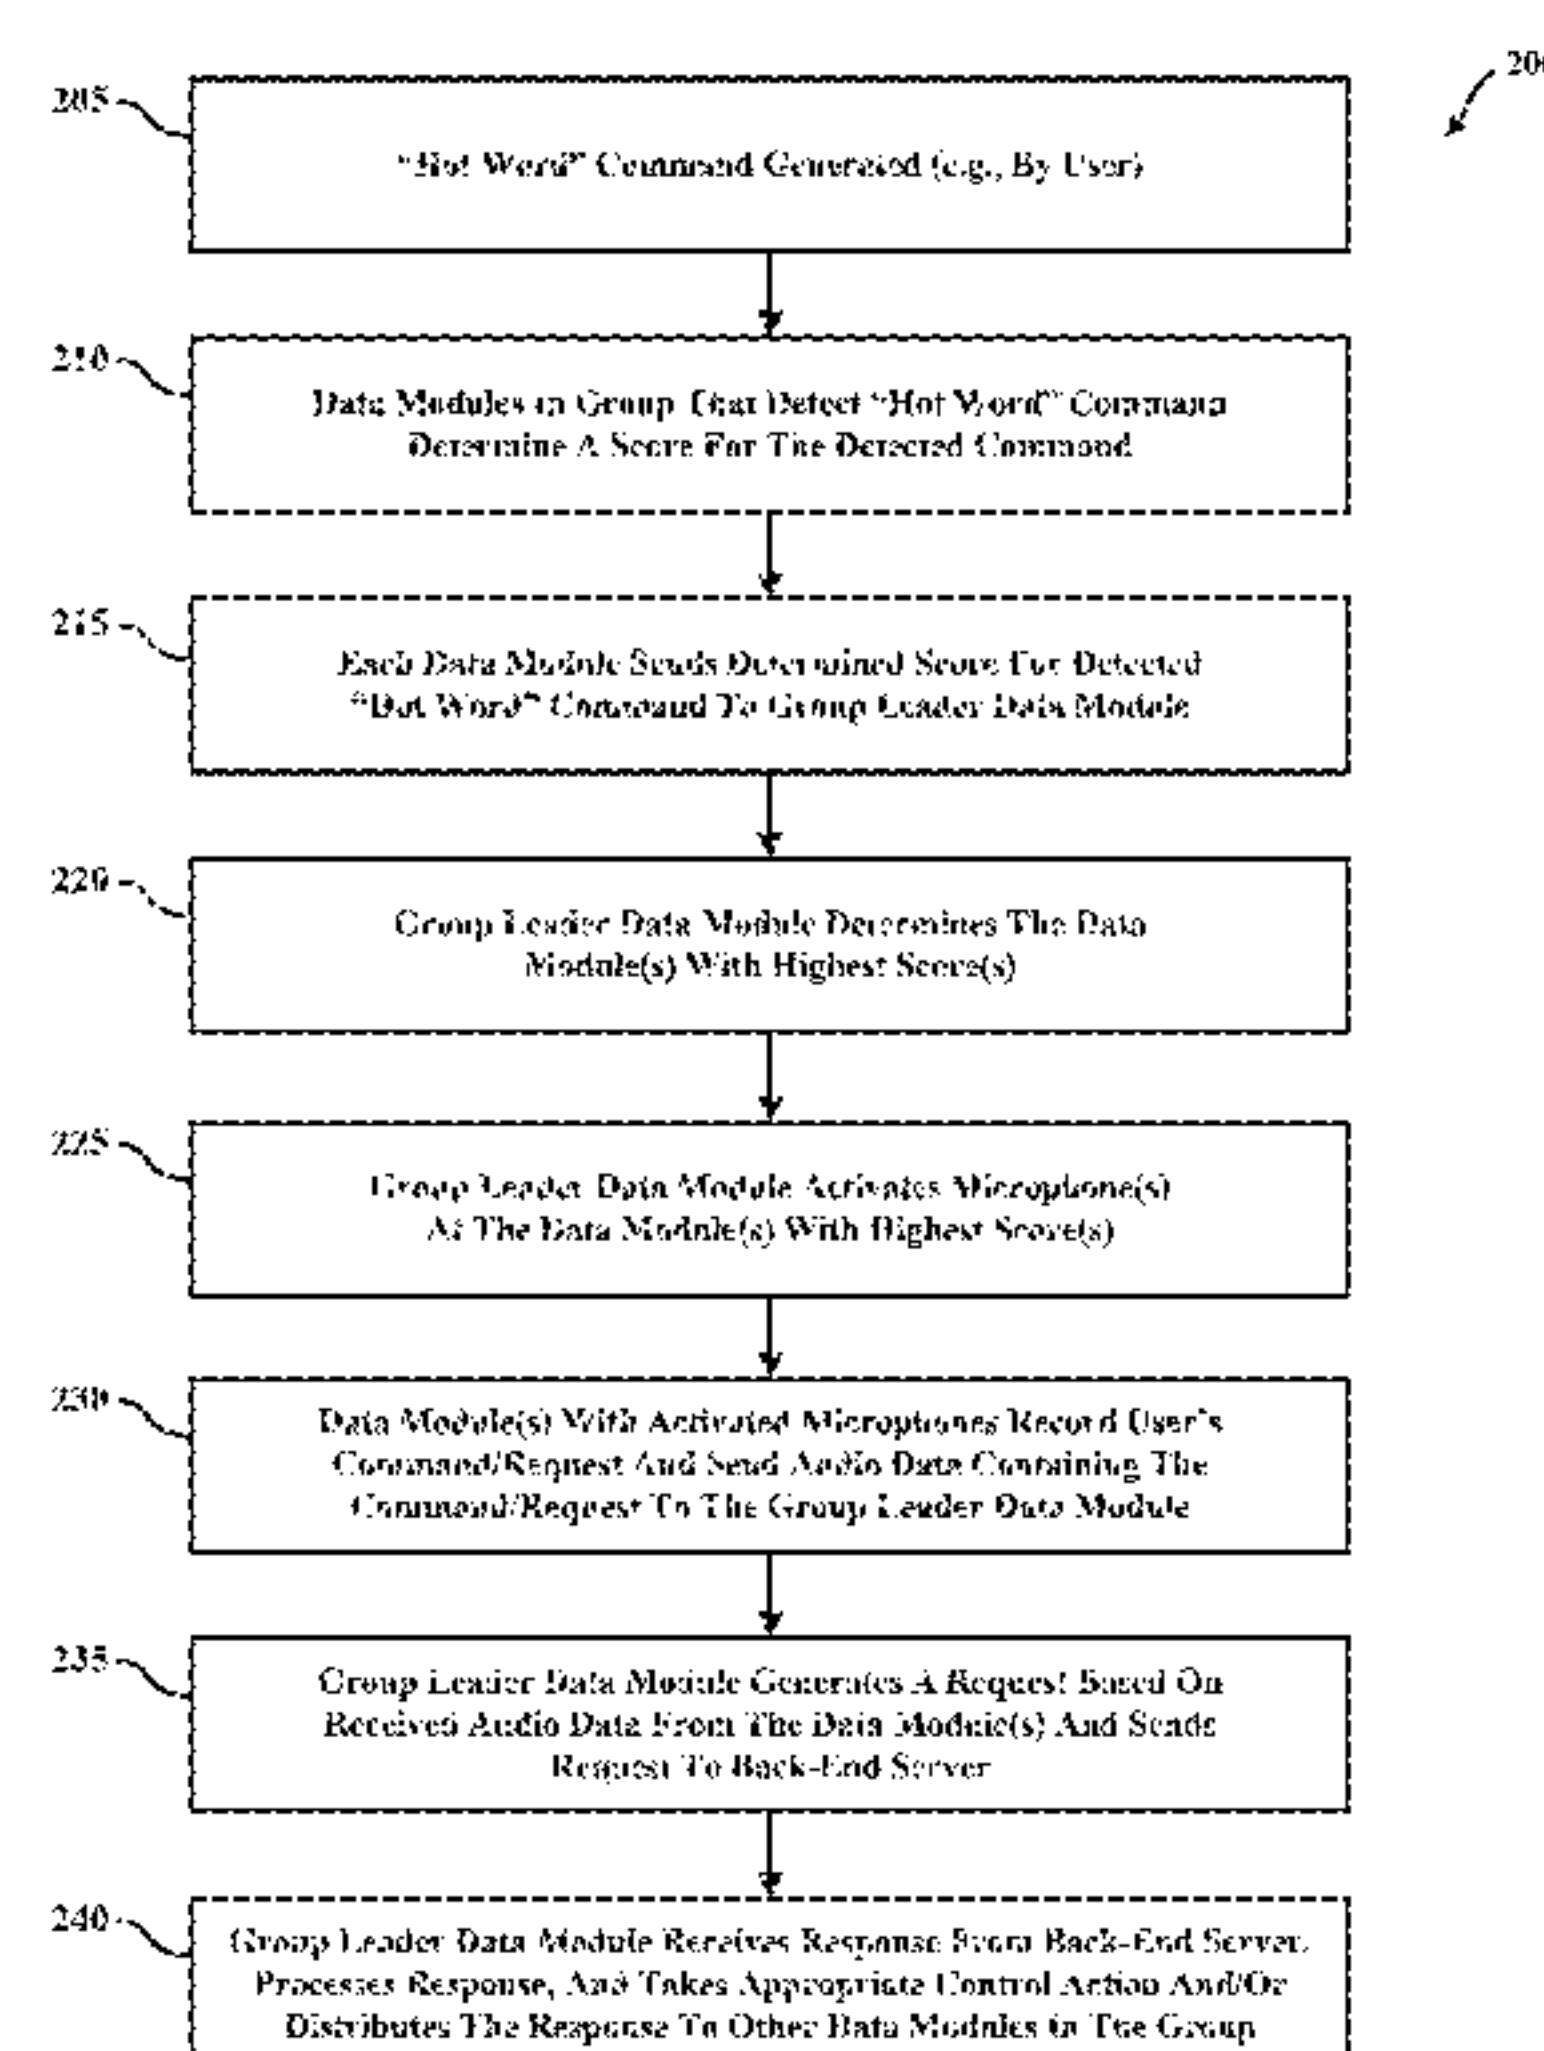 200
205
"Hot Word" Command Generated (e.g., By User)
210
Data Modules in Group That Detect "Hot Word" Command
Determine A Score For The Detected Command
215
Each Data Module Sends Determined Score For Detected
"Hot Word" Command To Group Leader Data Module
220
Group Leader Data Module Determines The Data
Module(s) With Highest Score(s)
225
Group Leader Data Module Activates Microphone(s)
At The Data Module(s) With Highest Score(s)
230
Data Module(s) With Activated Microphones Record User's
Command/Request And Send Audio Data Containing The
Command/Request To The Group Leader Data Module
235
Group Leader Data Module Generates A Request Based On
Received Audio Data From The Data Module(s) And Sends
Request To Back-End Server
240
Group Leader Data Module Receives Response From Back-End Server,
Processes Response, And Takes Appropriate Control Action And/Or
Distributes The Response To Other Data Modules in The Group